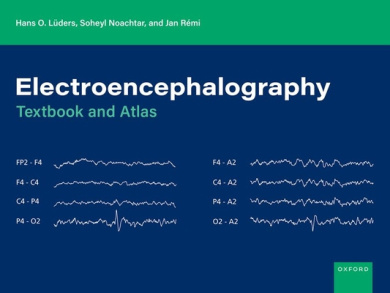 Hans O. Lüders, Soheyl Noachtar, and Jan Rémi
Electroencephalography
Textbook and Atlas
FP2 - F4
F4 - C4
C4 - P4
P4 - O2
F4 - A2
C4 - A2
P4 - A2
O2 - A2
OXFORD